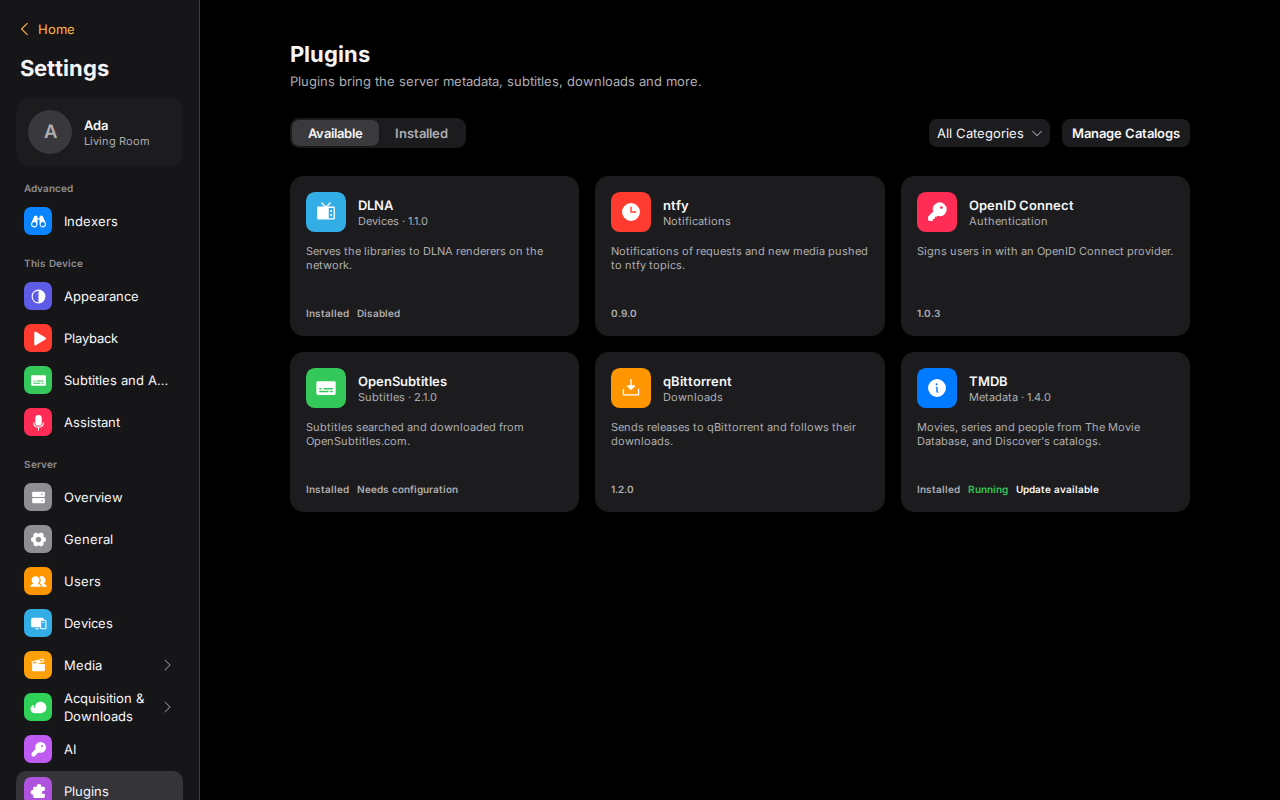 Home
Settings
A
Ada
Living Room
Advanced
Indexers
This Device
Appearance
Playback
Subtitles and A...
Assistant
Server
Overview
General
Users
Devices
Media
Acquisition &
Downloads
AI
Plugins
Plugins
Plugins bring the server metadata, subtitles, downloads and more.
Available
Installed
All Categories
Manage Catalogs
DLNA
Devices · 1.1.0
Serves the libraries to DLNA renderers on the
network.
Installed Disabled
ntfy
Notifications
Notifications of requests and new media pushed
to ntfy topics.
0.9.0
OpenID Connect
Authentication
Signs users in with an OpenID Connect provider.
1.0.3
OpenSubtitles
Subtitles · 2.1.0
Subtitles searched and downloaded from
OpenSubtitles.com.
Installed Needs configuration
qBittorrent
Downloads
Sends releases to qBittorrent and follows their
downloads.
1.2.0
TMDB
Metadata · 1.4.0
Movies, series and people from The Movie
Database, and Discover's catalogs.
Installed Running Update available